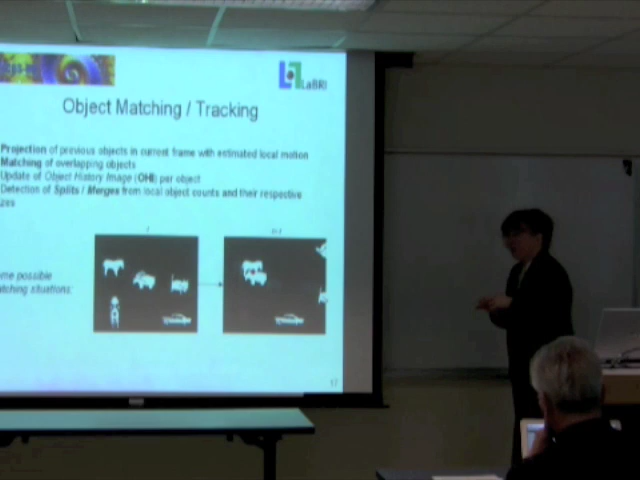 LaBRI
Object Matching / Tracking
Projection of previous objects in current frame with estimated local motion
Matching of overlapping objects
Update of Object History Image (OHI) per object
Detection of Splits / Merges from local object counts and their respective
zes
me possible
tching situations:
17